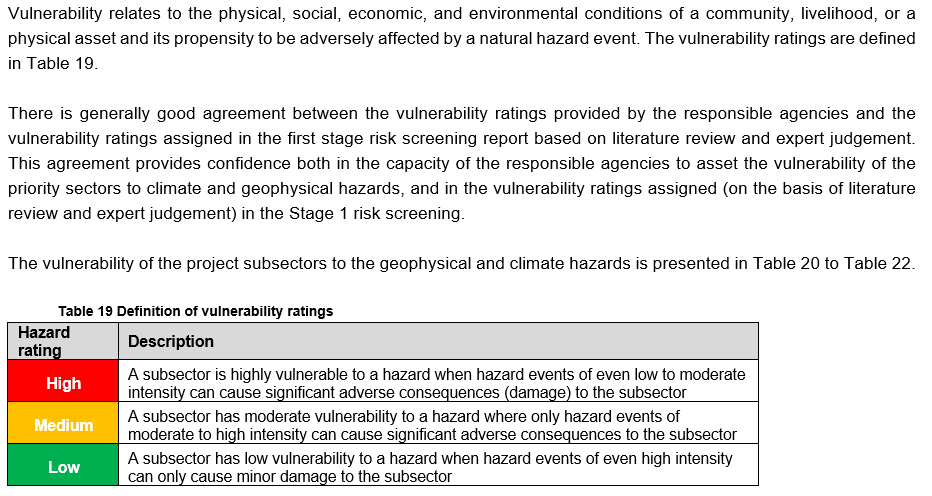 Vulnerability relates to the physical, social, economic, and environmental conditions of a community, livelihood, or a
physical asset and its propensity to be adversely affected by a natural hazard event. The vulnerability ratings are defined
in Table 19.
There is generally good agreement between the vulnerability ratings provided by the responsible agencies and the
vulnerability ratings assigned in the first stage risk screening report based on literature review and expert judgement.
This agreement provides confidence both in the capacity of the responsible agencies to asset the vulnerability of the
priority sectors to climate and geophysical hazards, and in the vulnerability ratings assigned (on the basis of literature
review and expert judgement) in the Stage 1 risk screening.
The vulnerability of the project subsectors to the geophysical and climate hazards is presented in Table 20 to Table 22.
Table 19 Definition of vulnerability ratings
Hazard
rating
Description
High
A subsector is highly vulnerable to a hazard when hazard events of even low to moderate
intensity can cause significant adverse consequences (damage) to the subsector
Medium
A subsector has moderate vulnerability to a hazard where only hazard events of
moderate to high intensity can cause significant adverse consequences to the subsector
Low
A subsector has low vulnerability to a hazard when hazard events of even high intensity
can only cause minor damage to the subsector